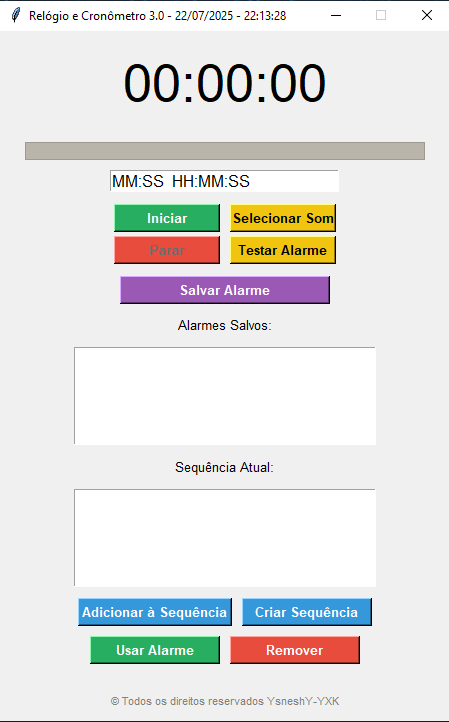 Relógio e Cronômetro 3.0 - 22/07/2025 - 22:13:28
00:00:00
MM:SS HH:MM:SS
Iniciar Selecionar Som
Parar Testar Alarme
Salvar Alarme
Alarmes Salvos:
Sequência Atual:
Adicionar à Sequência Criar Sequência
Usar Alarme Remover
© Todos os direitos reservados YsneshY-YXK